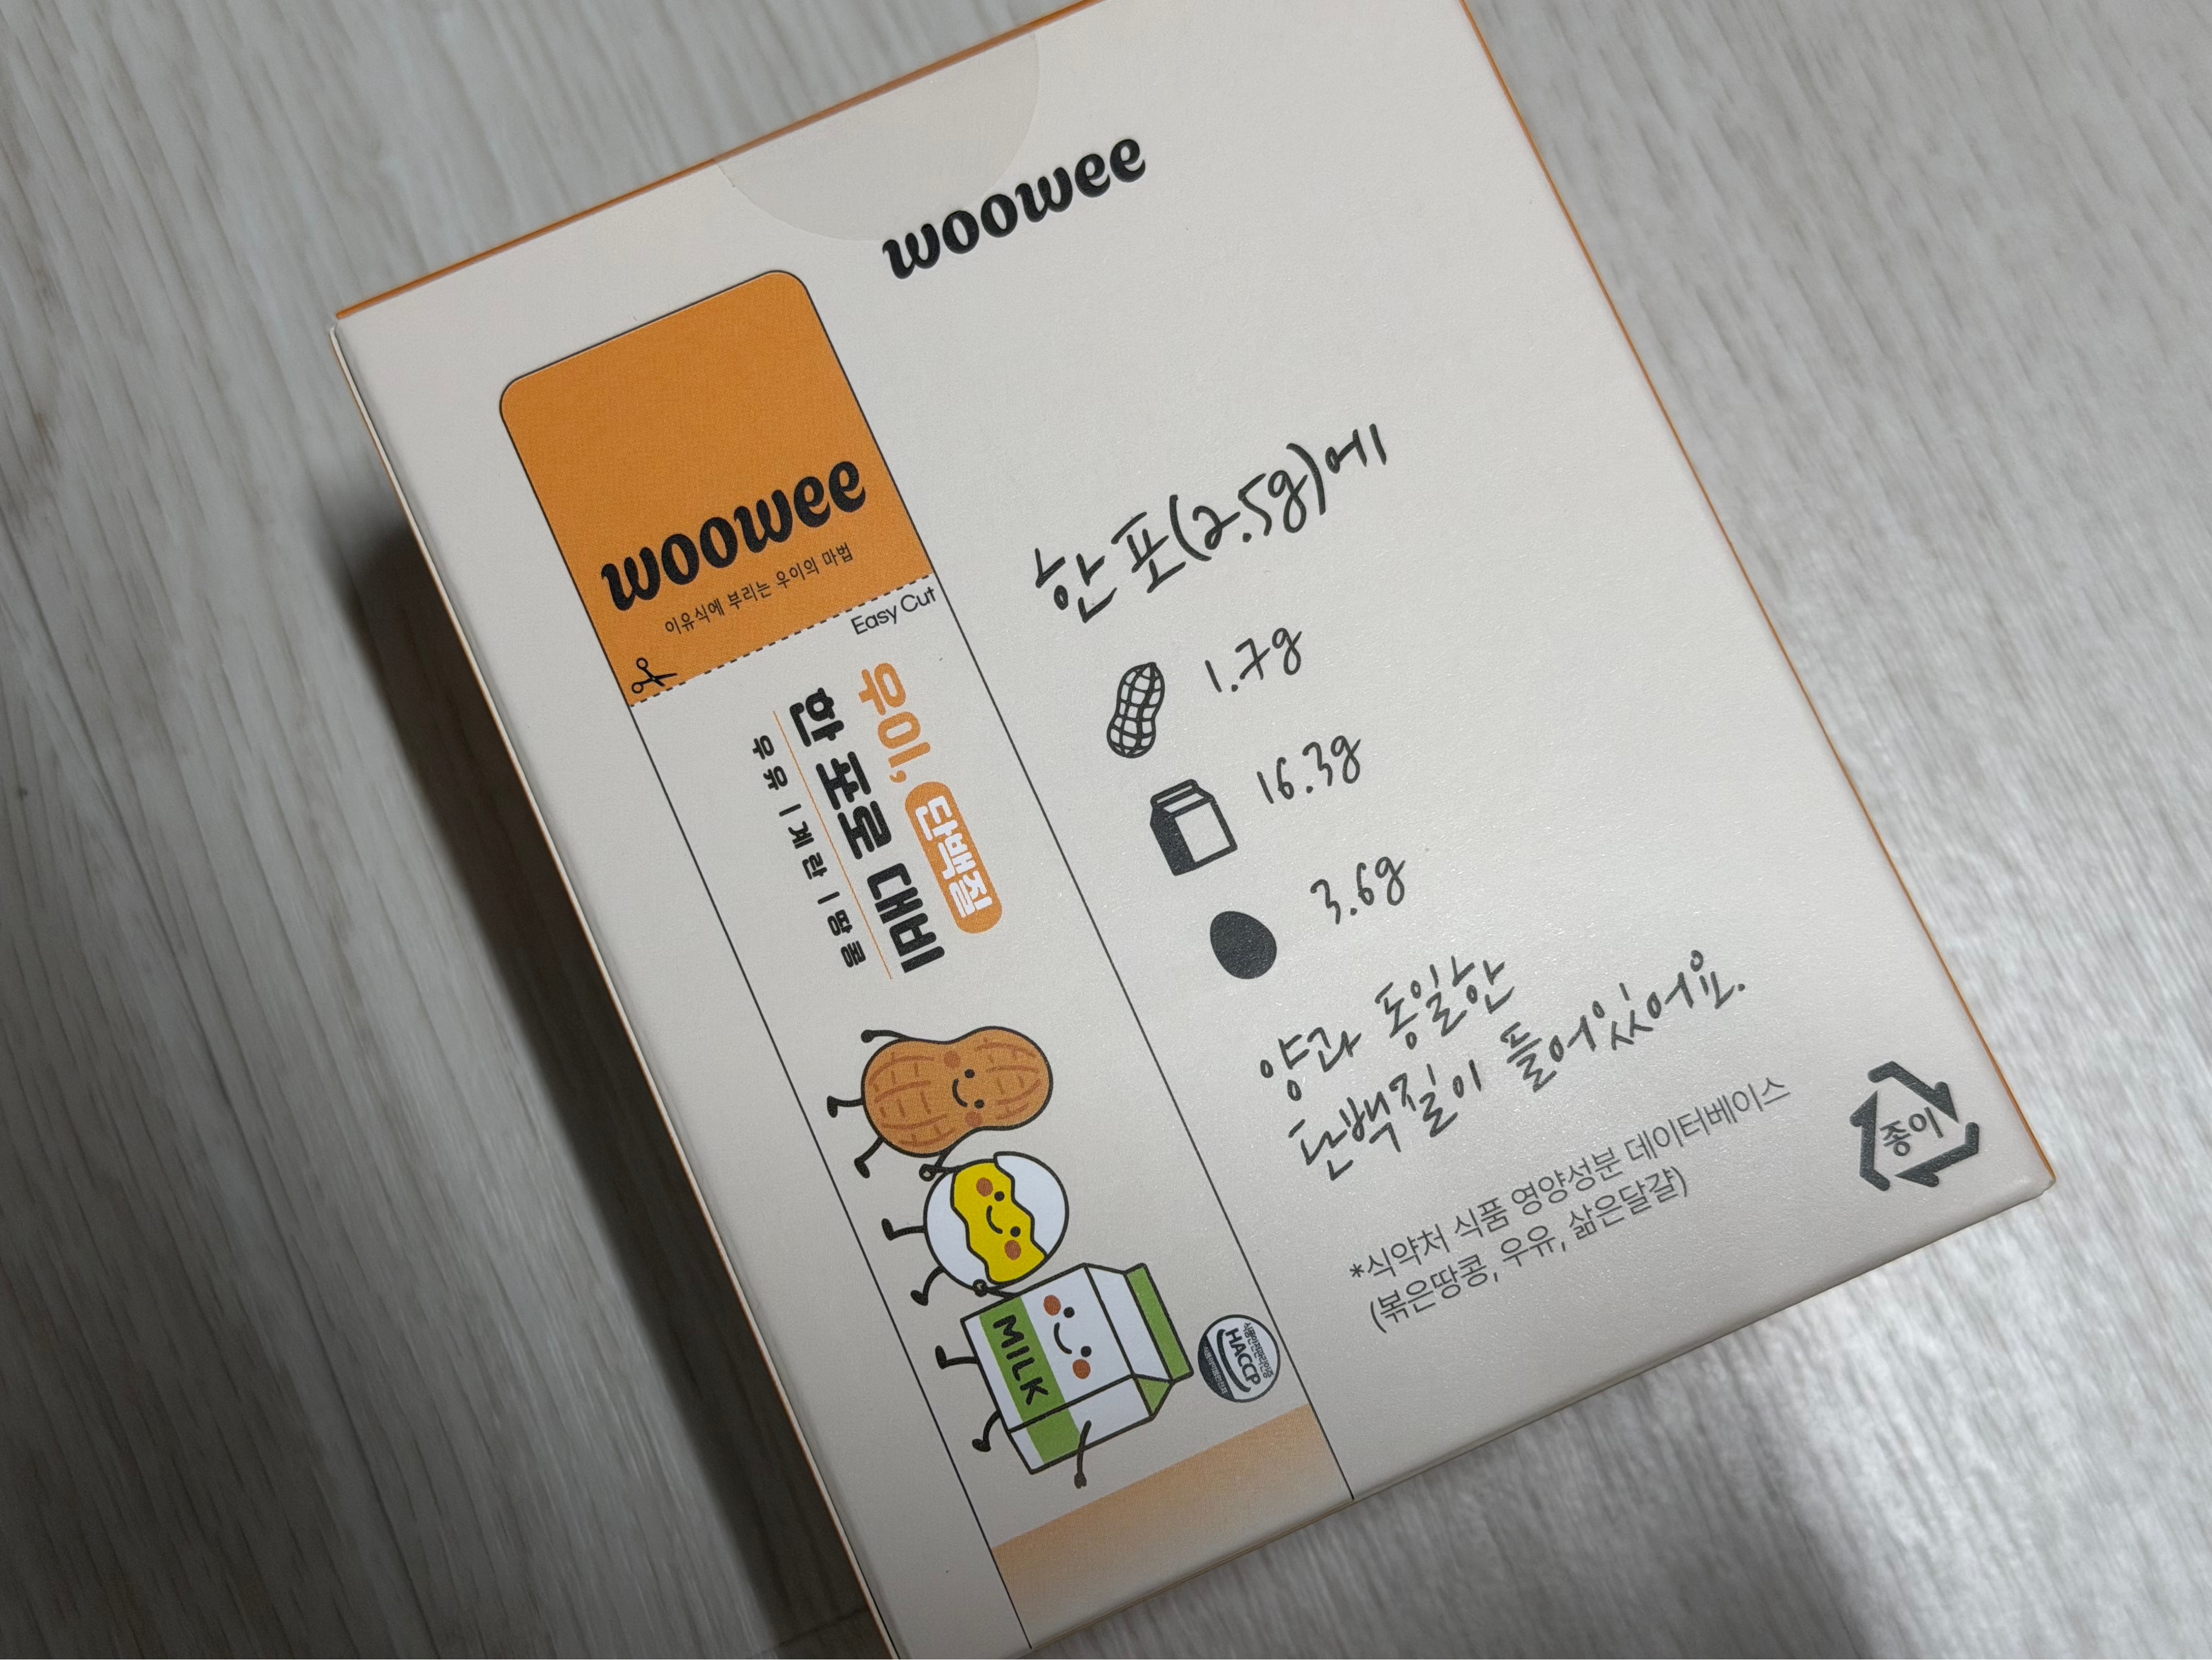 woowee
woowee
이유식에 부리는 우이의 마법
Easy Cut
우이, 단백질
한 포로 대비
우유 | 계란 | 땅콩
MILK
HACCP
한 포(2.5g)에
1.7g
16.3g
3.6g
양과 동일한
단백질이 들어있어요.
*식약처 식품 영양성분 데이터베이스
(볶은땅콩, 우유, 삶은달걀)
종이